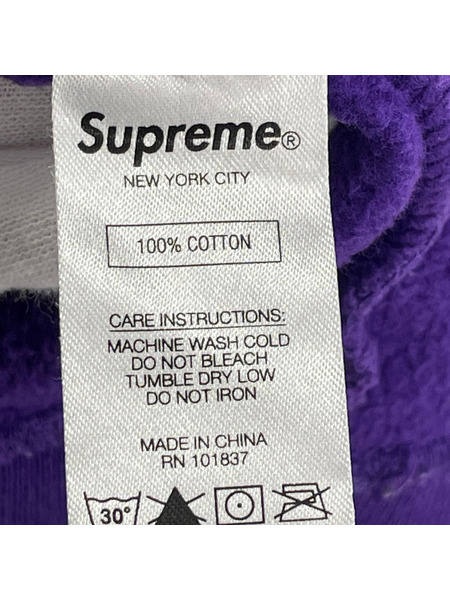 Supreme®
NEW YORK CITY
100% COTTON
CARE INSTRUCTIONS:
MACHINE WASH COLD
DO NOT BLEACH
TUMBLE DRY LOW
DO NOT IRON
MADE IN CHINA
RN 101837
30°